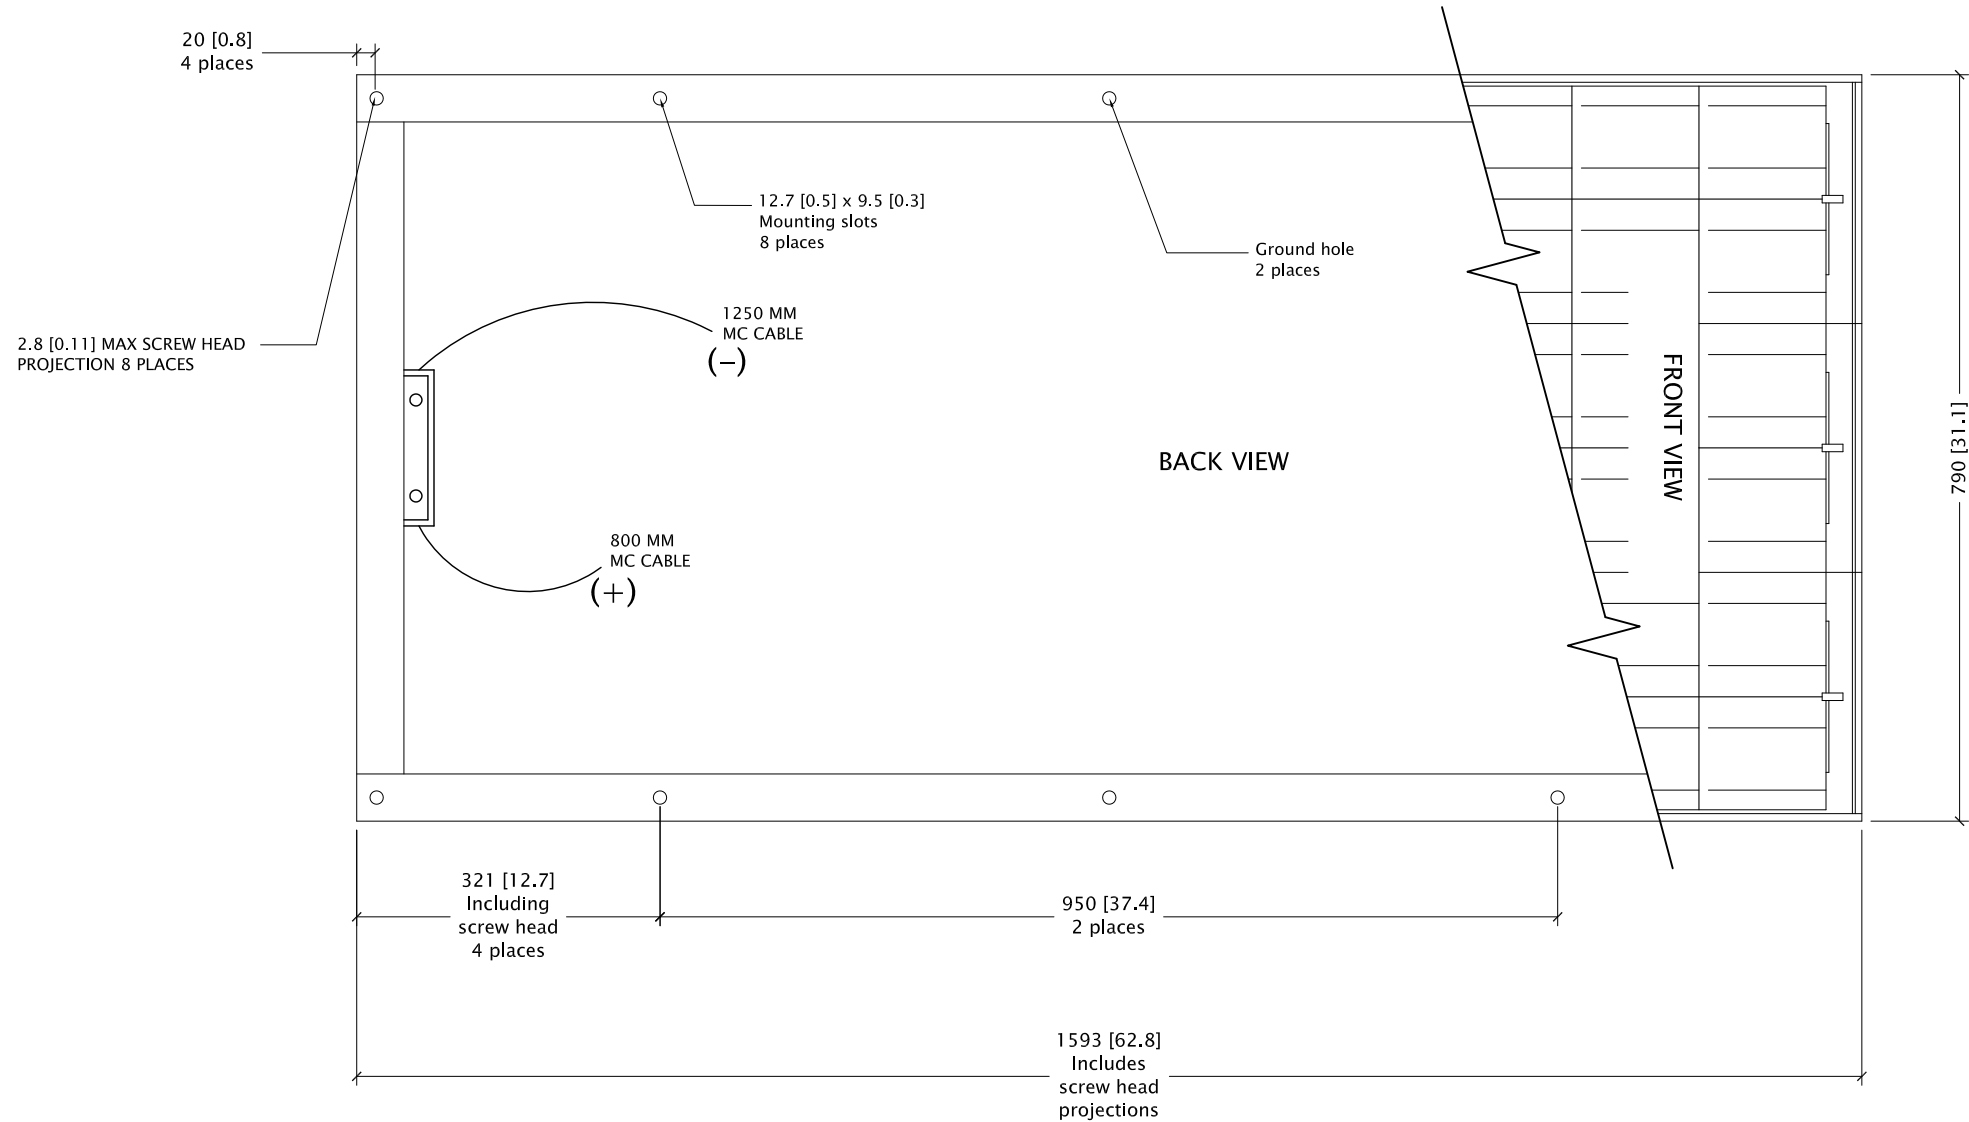 20 [0.8]
4 places
12.7 [0.5] x 9.5 [0.3]
Mounting slots
8 places
Ground hole
2 places
2.8 [0.11] MAX SCREW HEAD
PROJECTION 8 PLACES
1250 MM
MC CABLE
(−)
800 MM
MC CABLE
(+)
BACK VIEW
FRONT VIEW
790 [31.1]
321 [12.7]
Including
screw head
4 places
950 [37.4]
2 places
1593 [62.8]
Includes
screw head
projections